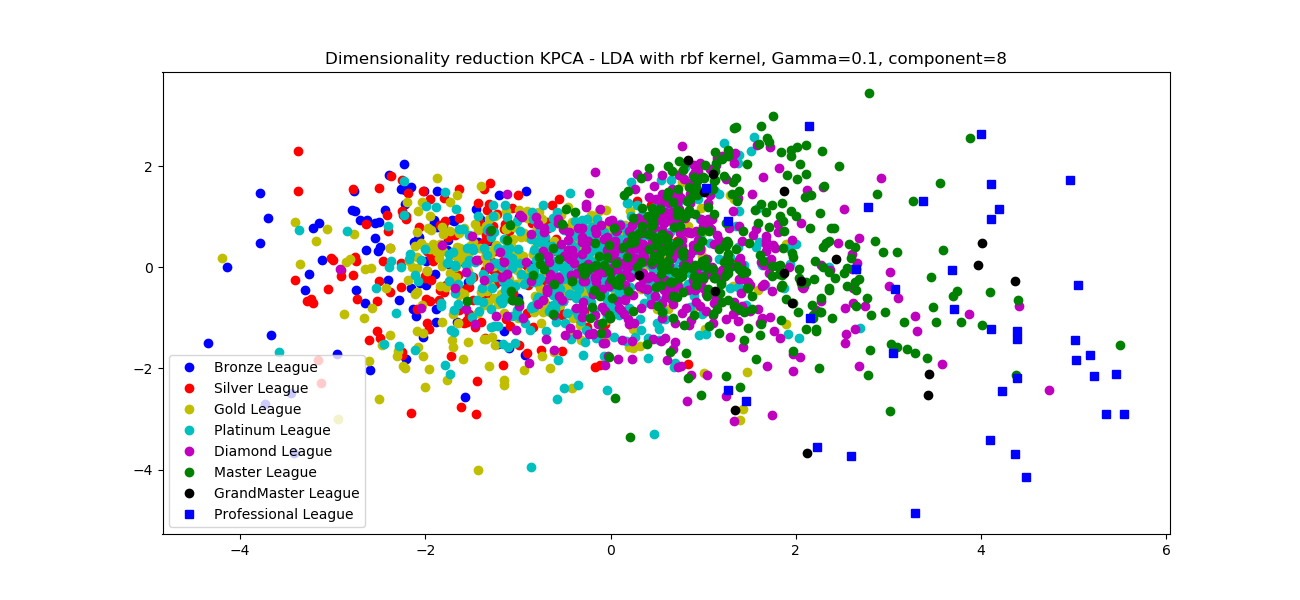 Dimensionality reduction KPCA - LDA with rbf kernel, Gamma=0.1, component=8
2
0
−2
−4
Bronze League
Silver League
Gold League
Platinum League
Diamond League
Master League
GrandMaster League
Professional League
−4 −2 0 2 4 6